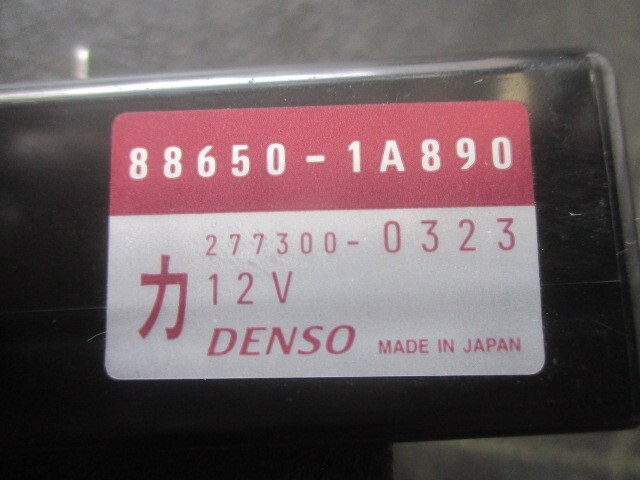 88650-1A890
277300-0323
カ
12V
DENSO MADE IN JAPAN